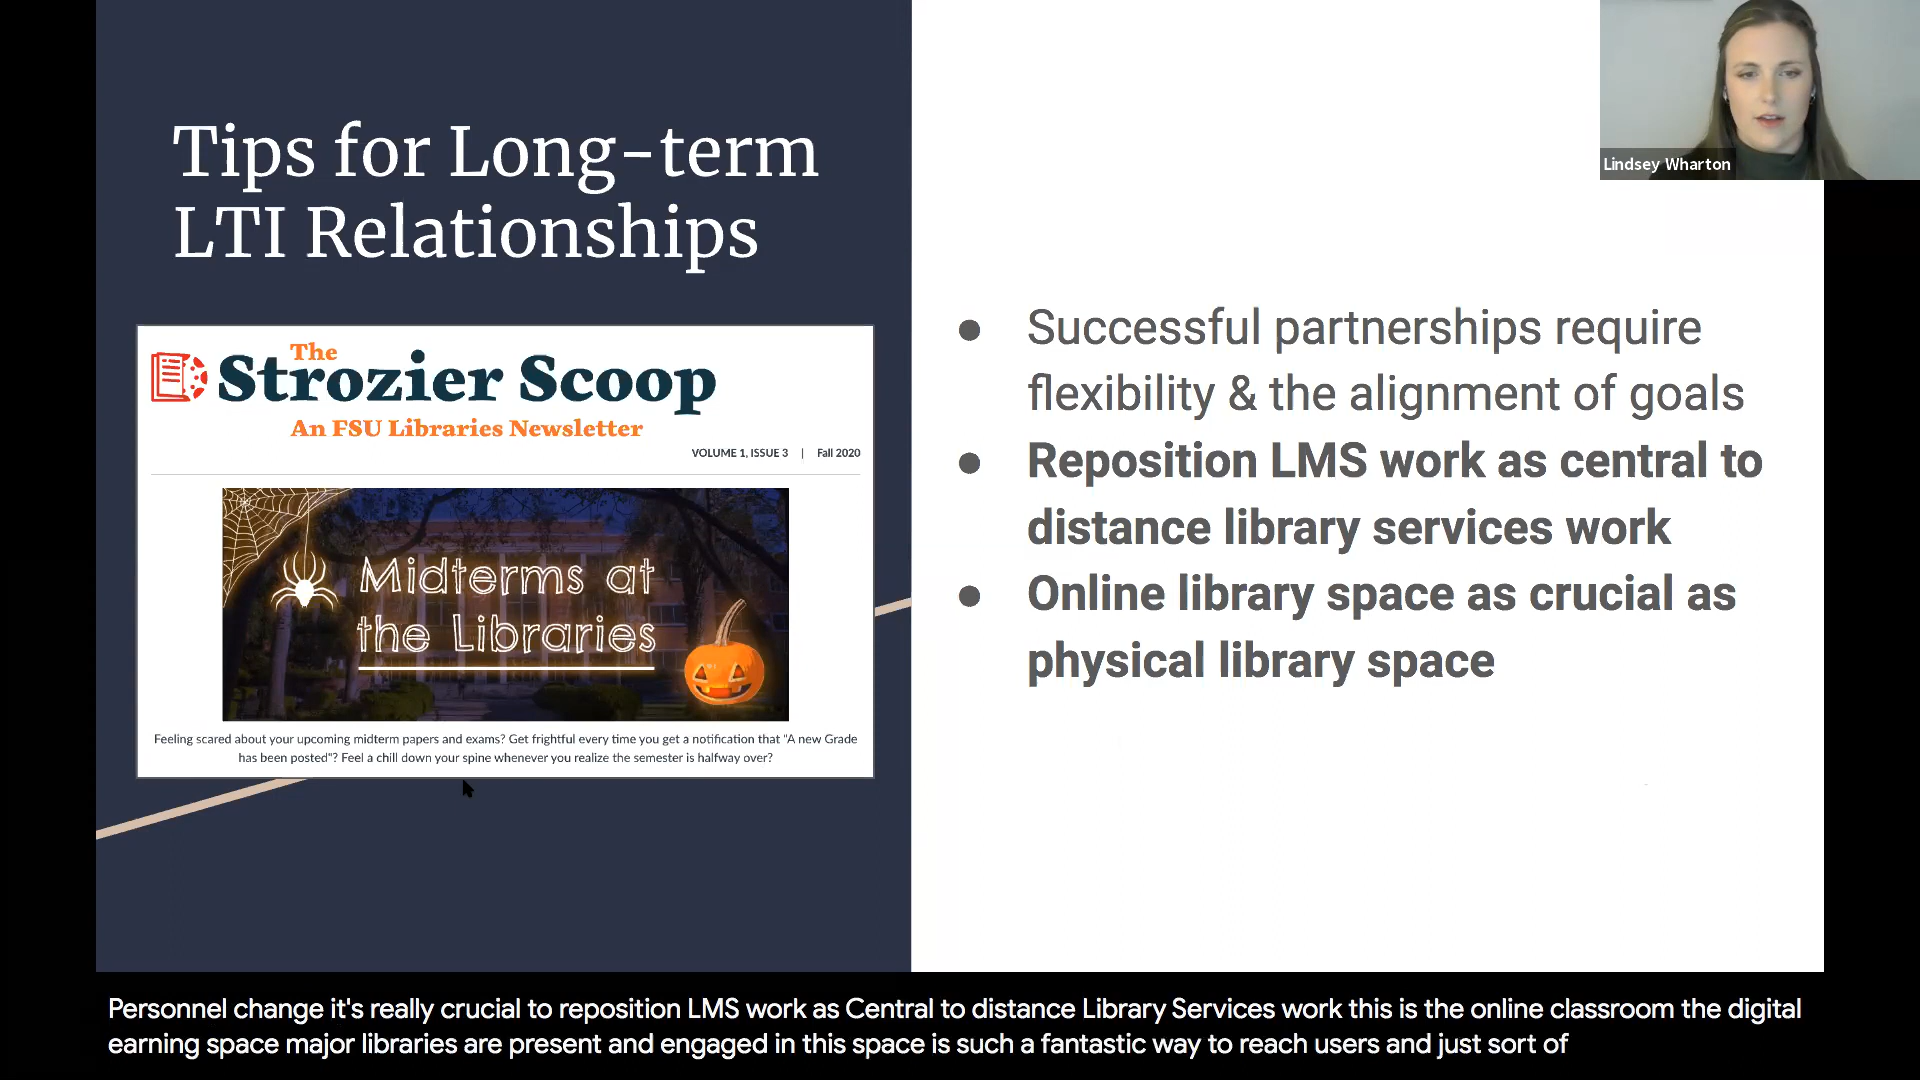 Tips for Long-term
LTI Relationships
The
Strozier Scoop
An FSU Libraries Newsletter
VOLUME 1, ISSUE 3 | Fall 2020
Midterms at
the Libraries
Feeling scared about your upcoming midterm papers and exams? Get frightful every time you get a notification that "A new Grade
has been posted"? Feel a chill down your spine whenever you realize the semester is halfway over?
● Successful partnerships require
flexibility & the alignment of goals
● Reposition LMS work as central to
distance library services work
● Online library space as crucial as
physical library space
Lindsey Wharton
Personnel change it's really crucial to reposition LMS work as Central to distance Library Services work this is the online classroom the digital
earning space major libraries are present and engaged in this space is such a fantastic way to reach users and just sort of